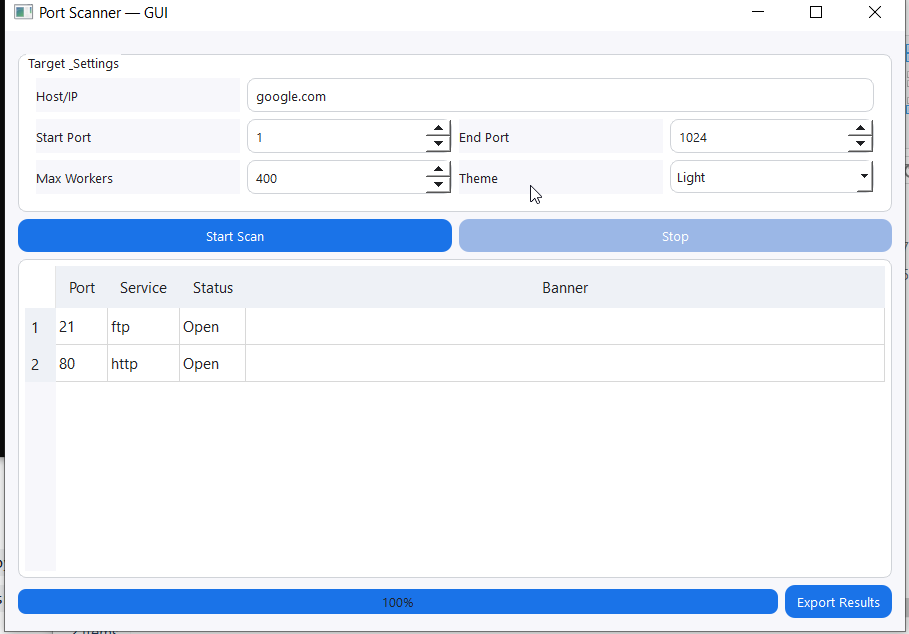 Port Scanner — GUI
Target _Settings
Host/IP google.com
Start Port 1 End Port 1024
Max Workers 400 Theme Light
Start Scan Stop
Port Service Status Banner
1 21 ftp Open
2 80 http Open
100% Export Results